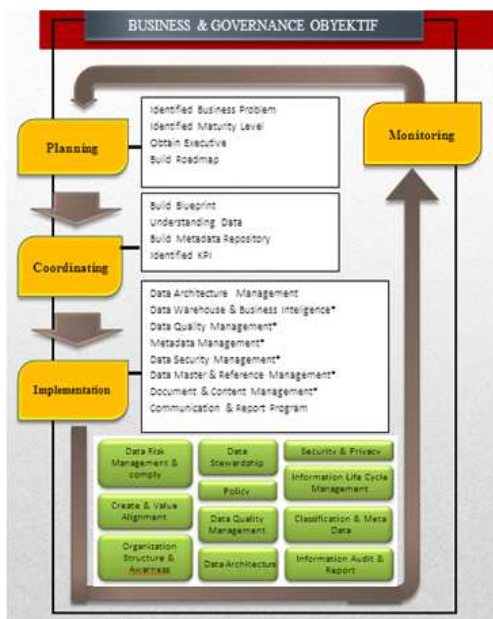 BUSINESS & GOVERNANCE OBYEKTIF
Planning
Identified Business Problem
Identified Maturity Level
Obtain Executive
Build Roadmap
Monitoring
Coordinating
Build Blueprint
Understanding Data
Build Metadata Repository
Identified KPI
Implementation
Data Architecture Management
Data Warehouse & Business Inteligence*
Data Quality Management*
Metadata Management*
Data Security Management*
Data Master & Reference Management*
Document & Content Management*
Communication & Report Program
Data Risk
Management &
comply
Create & Value
Alignment
Organization
Structure &
Awarness
Data
Stewardship
Policy
Data Quality
Management
Data Architecture
Security & Privacy
Information Life Cycle
Management
Classification & Meta
Data
Information Audit &
Report